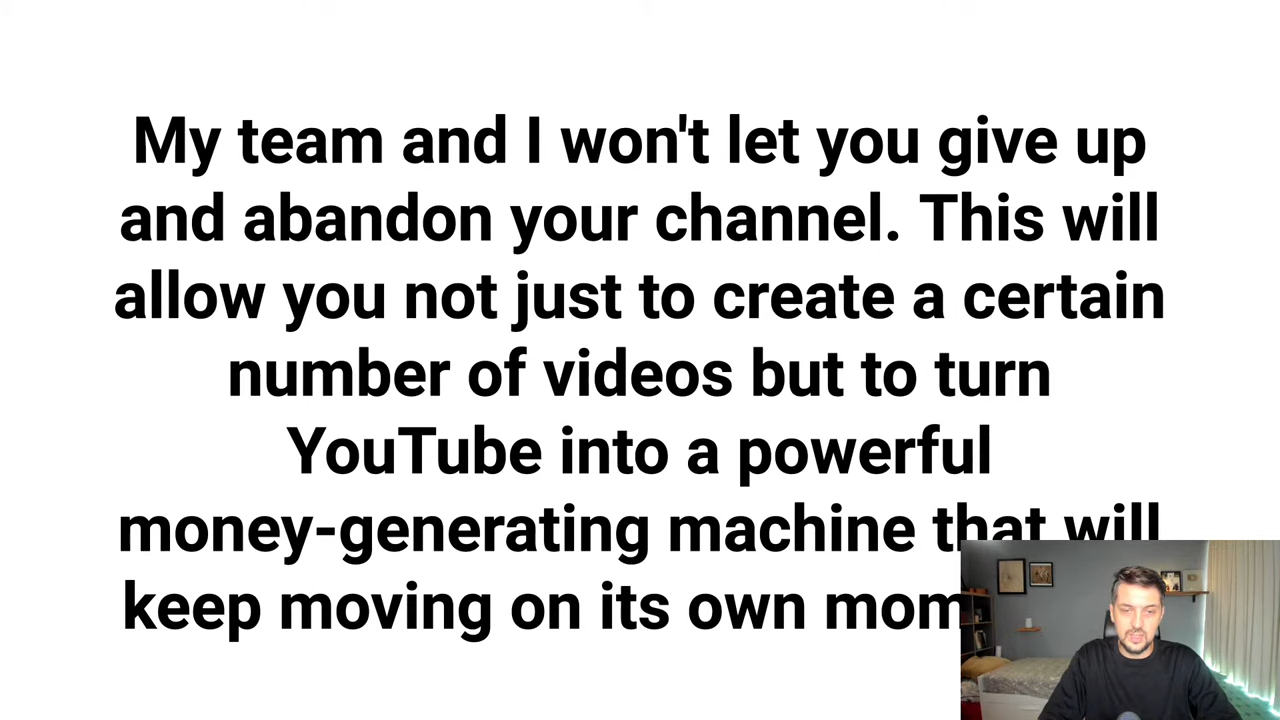 My team and I won't let you give up
and abandon your channel. This will
allow you not just to create a certain
number of videos but to turn
YouTube into a powerful
money-generating machine that will
keep moving on its own